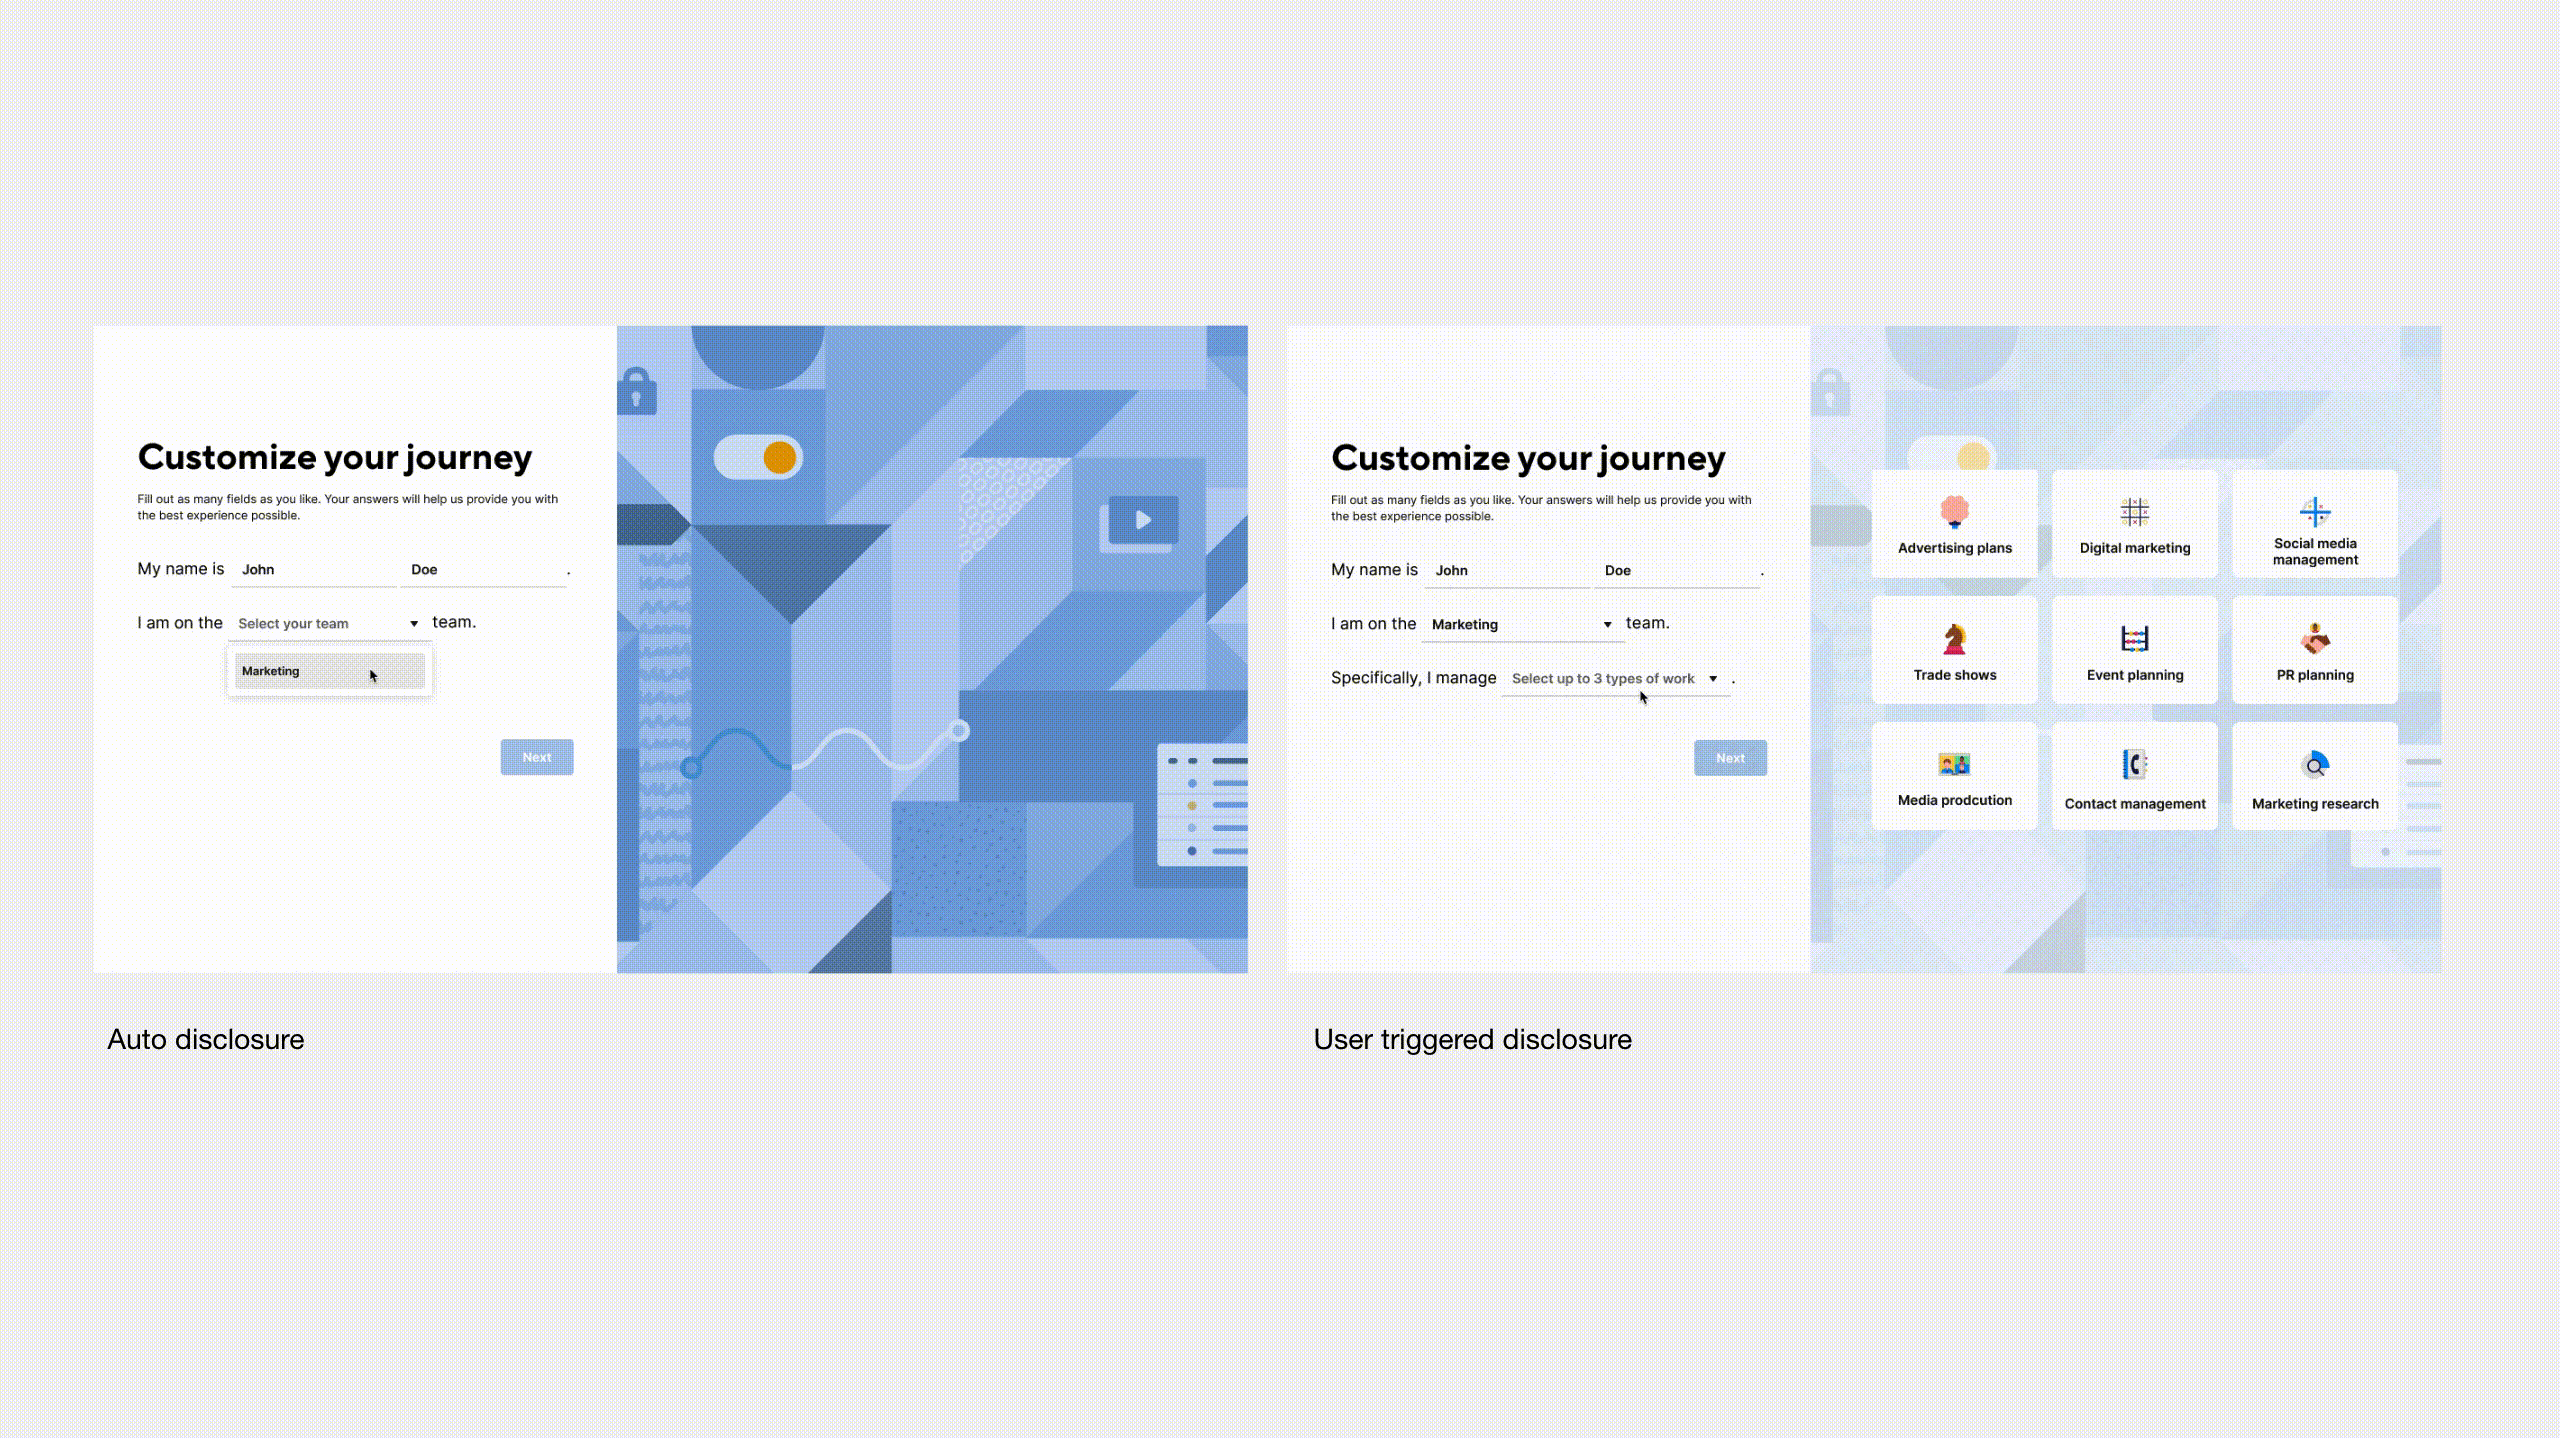 Customize your journey
Fill out as many fields as you like. Your answers will help us provide you with
the best experience possible.
My name is John Doe .
I am on the Select your team team.
Marketing
Next
Auto disclosure
Customize your journey
Fill out as many fields as you like. Your answers will help us provide you with
the best experience possible.
My name is John Doe .
I am on the Marketing team.
Specifically, I manage Select up to 3 types of work .
Next
Advertising plans
Digital marketing
Social media
management
Trade shows
Event planning
PR planning
Media prodcution
Contact management
Marketing research
User triggered disclosure